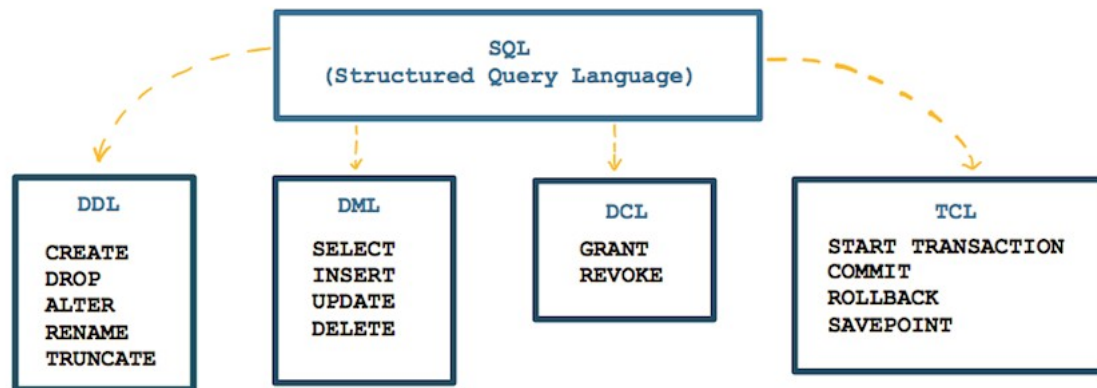 SQL
(Structured Query Language)
DDL
CREATE
DROP
ALTER
RENAME
TRUNCATE
DML
SELECT
INSERT
UPDATE
DELETE
DCL
GRANT
REVOKE
TCL
START TRANSACTION
COMMIT
ROLLBACK
SAVEPOINT